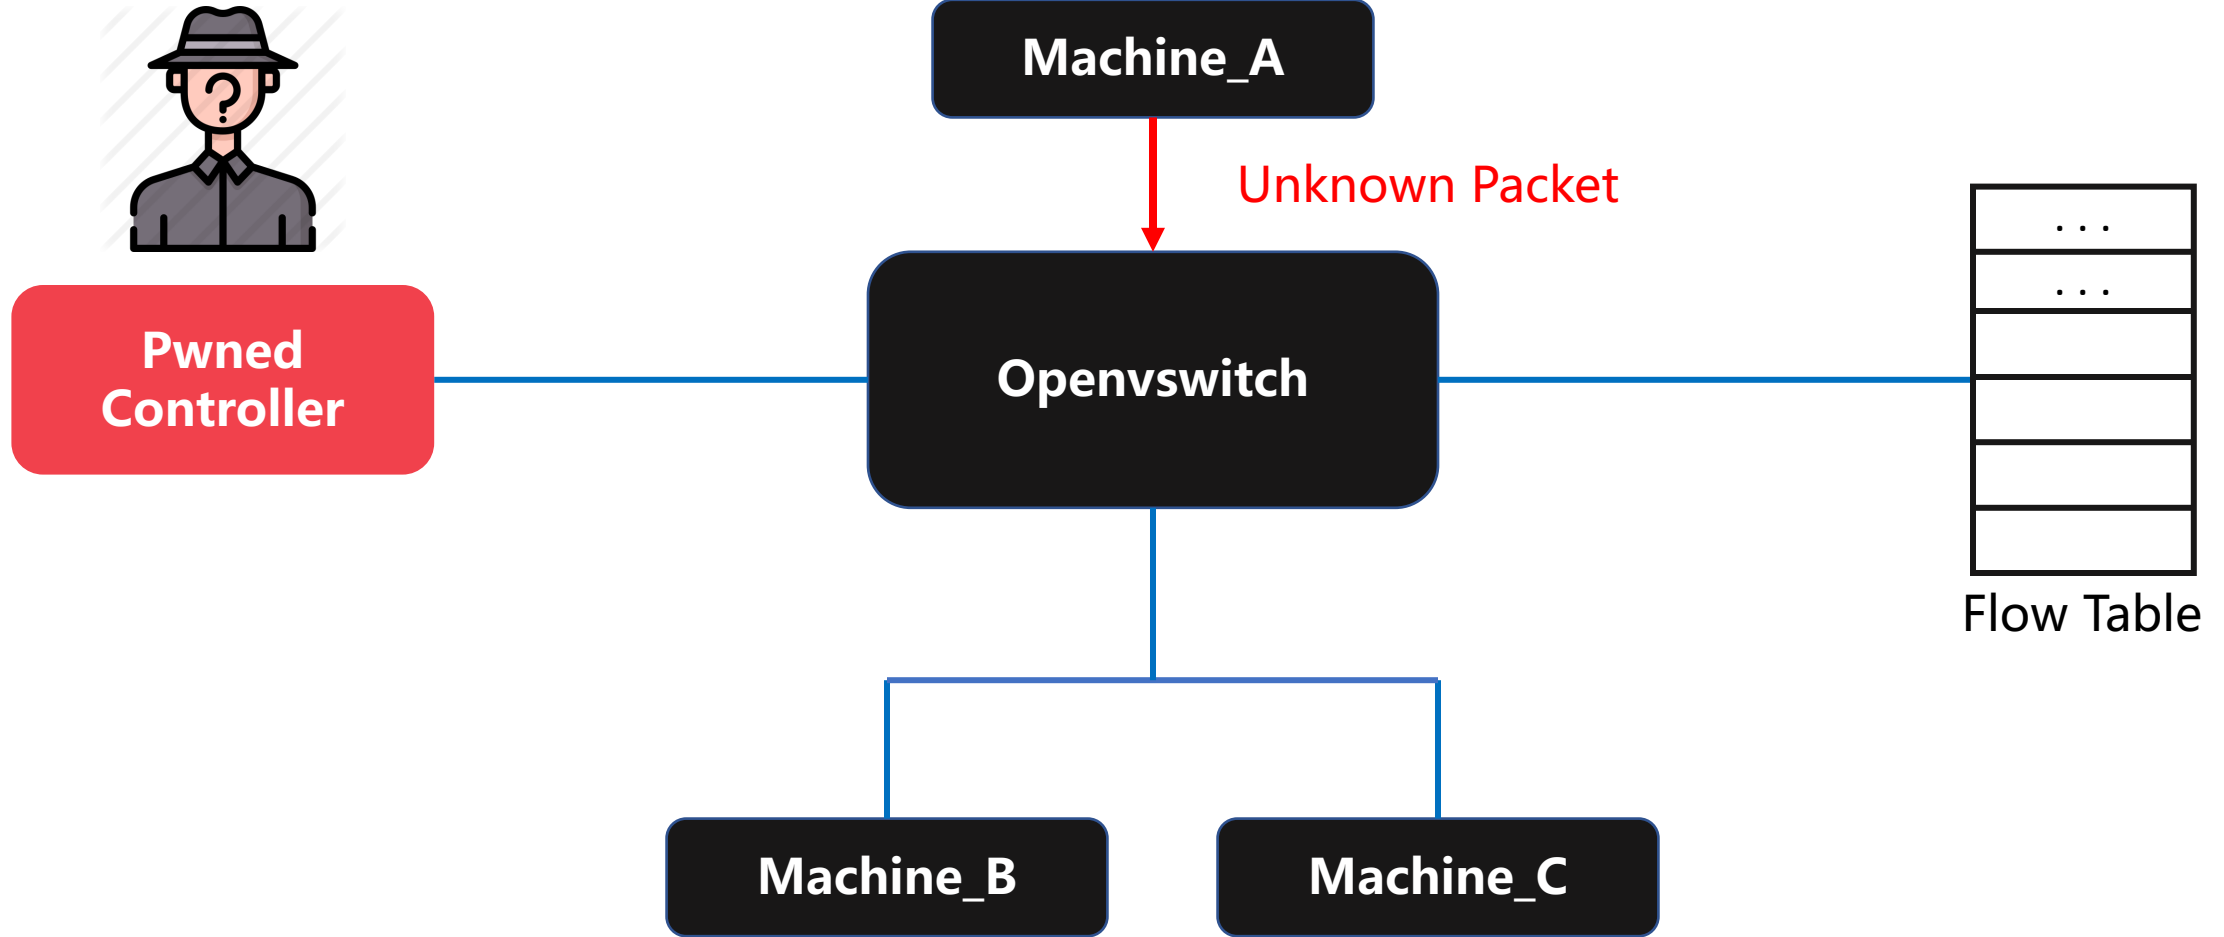 Machine_A
?
Unknown Packet
. . .
. . .
Pwned
Controller
Openvswitch
Flow Table
Machine_B
Machine_C